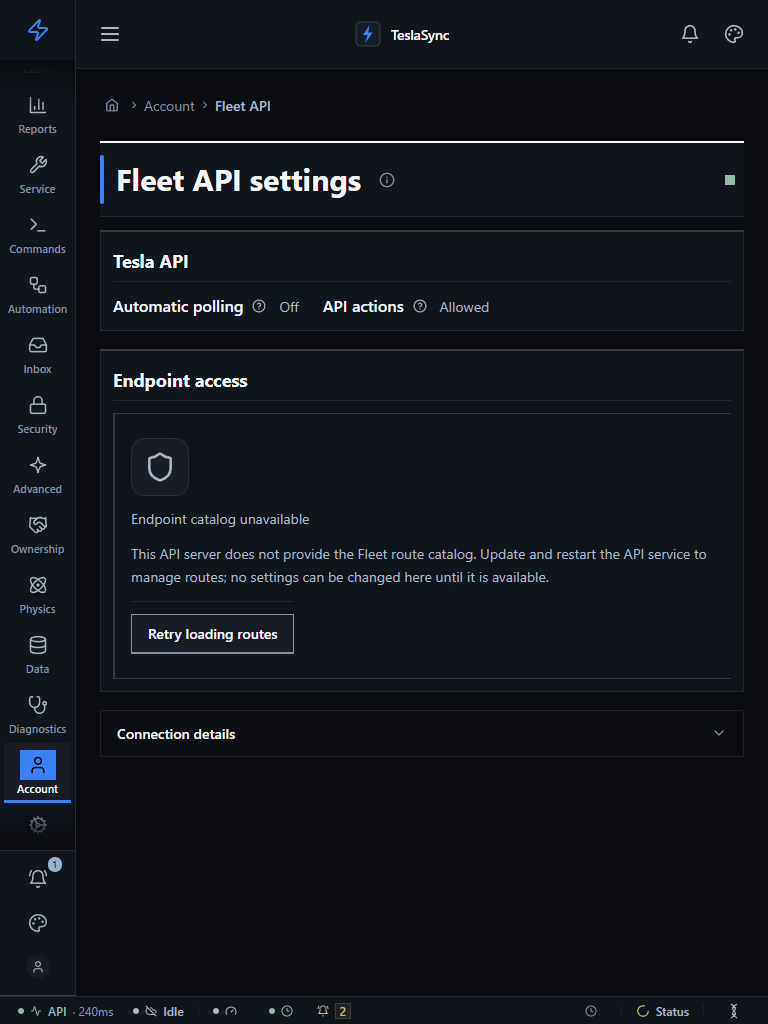 TeslaSync
Reports
Service
Commands
Automation
Inbox
Security
Advanced
Ownership
Physics
Data
Diagnostics
Account
1
Account
Fleet API
Fleet API settings
Tesla API
Automatic polling Off API actions Allowed
Endpoint access
Endpoint catalog unavailable
This API server does not provide the Fleet route catalog. Update and restart the API service to
manage routes; no settings can be changed here until it is available.
Retry loading routes
Connection details
API · 240ms Idle 2 Status